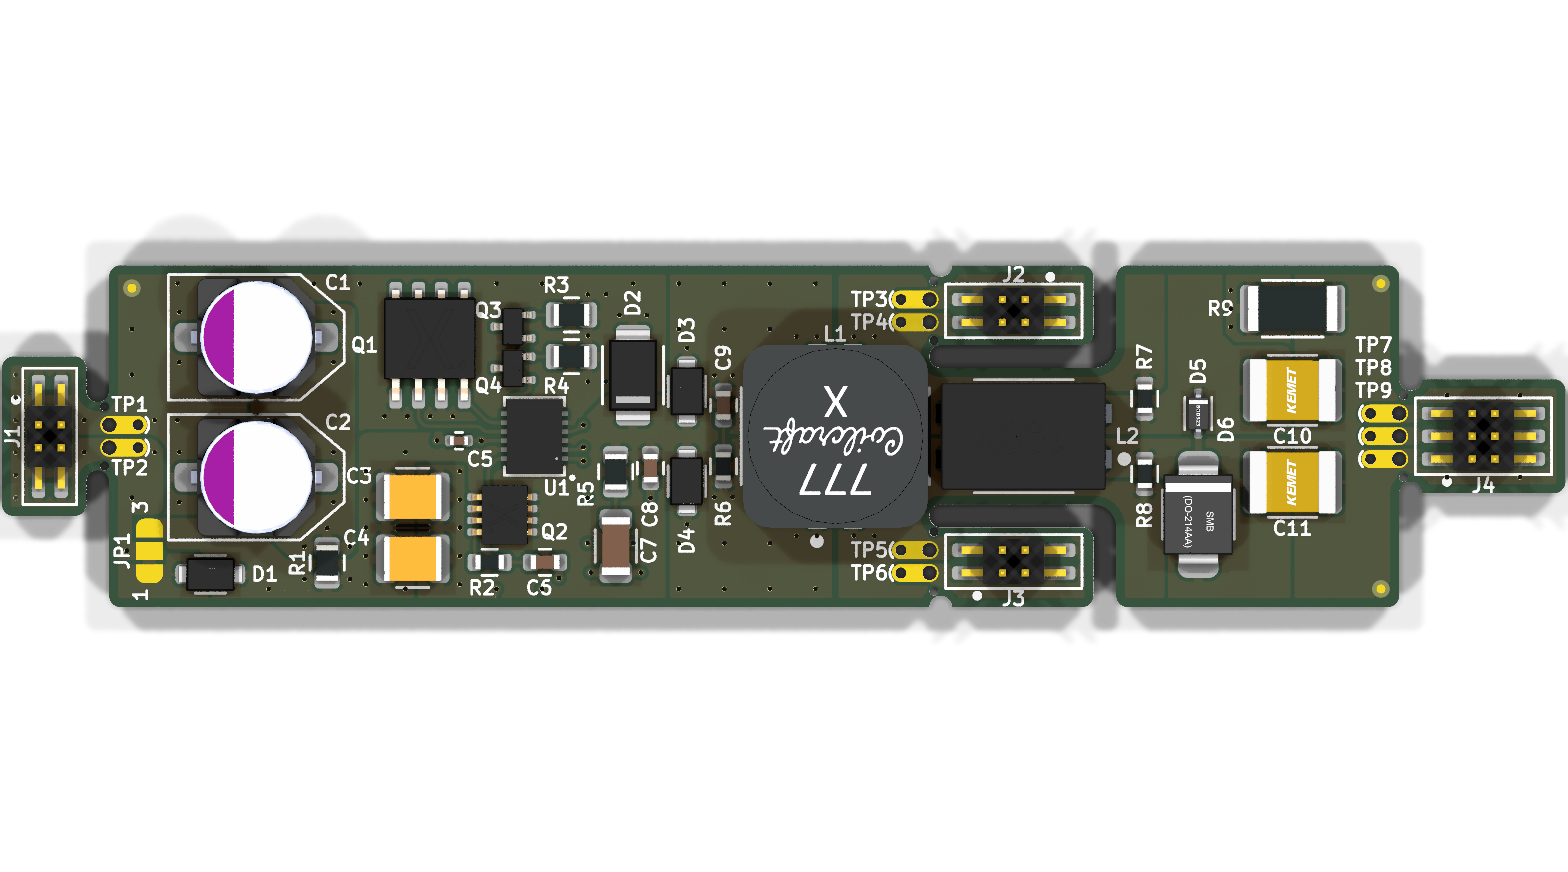 C1
Q1
C2
C3
C4
J1
TP1
TP2
3
JP1
1
D1
R1
Q3
Q4
R3
R4
C5
U1
R5
Q2
R2
C5
D2
D3
C9
C8
C7
D4
R6
L1
X
Coilcraft
777
TP3
TP4
TP5
TP6
J2
J3
L2
R7
R8
D5
D6
SMB
(DO-214AA)
R9
KEMET
C10
KEMET
C11
TP7
TP8
TP9
J4